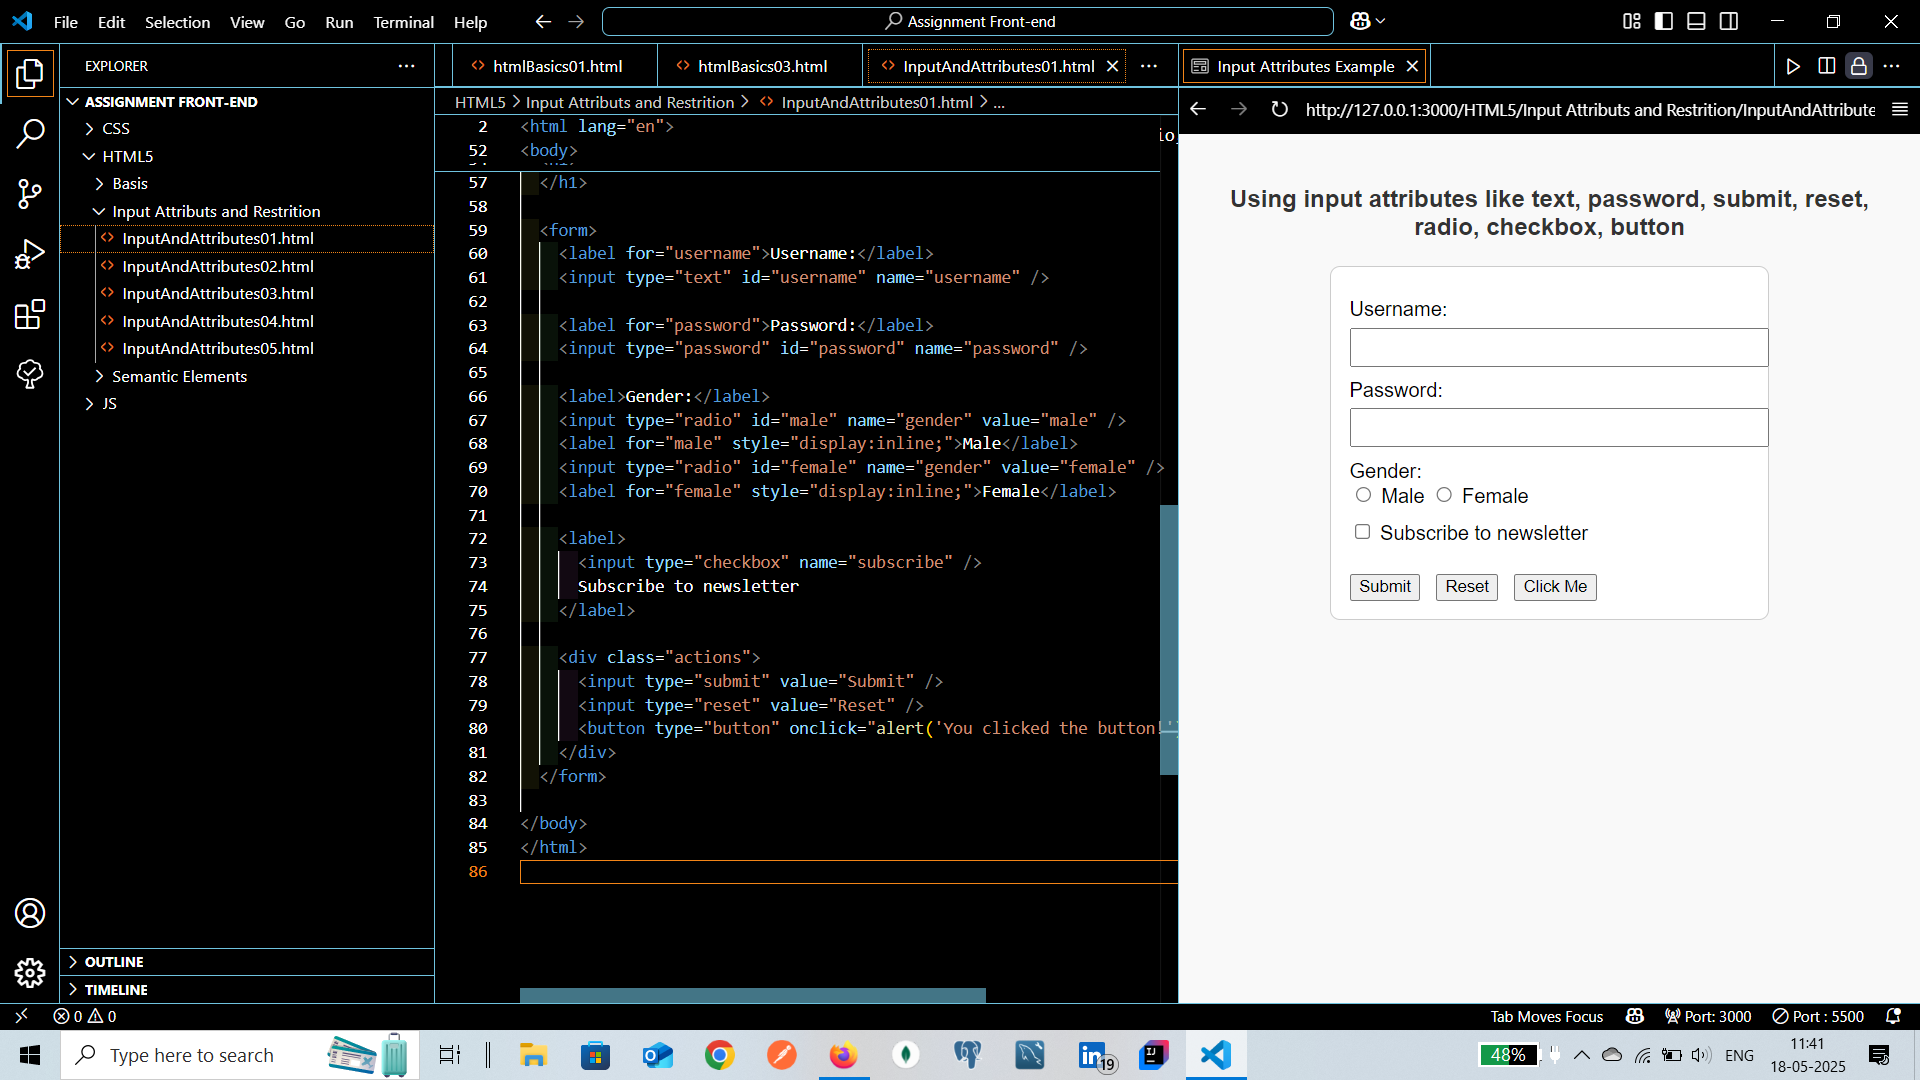 File Edit Selection View Go Run Terminal Help
Assignment Front-end
EXPLORER
ASSIGNMENT FRONT-END
CSS
HTML5
Basis
Input Attributs and Restrition
InputAndAttributes01.html
InputAndAttributes02.html
InputAndAttributes03.html
InputAndAttributes04.html
InputAndAttributes05.html
Semantic Elements
JS
OUTLINE
TIMELINE
htmlBasics01.html htmlBasics03.html InputAndAttributes01.html
HTML5 > Input Attributs and Restrition > InputAndAttributes01.html > ...
2 <html lang="en">
52 <body>
57 </h1>
58
59 <form>
60 <label for="username">Username:</label>
61 <input type="text" id="username" name="username" />
62
63 <label for="password">Password:</label>
64 <input type="password" id="password" name="password" />
65
66 <label>Gender:</label>
67 <input type="radio" id="male" name="gender" value="male" />
68 <label for="male" style="display:inline;">Male</label>
69 <input type="radio" id="female" name="gender" value="female" />
70 <label for="female" style="display:inline;">Female</label>
71
72 <label>
73 <input type="checkbox" name="subscribe" />
74 Subscribe to newsletter
75 </label>
76
77 <div class="actions">
78 <input type="submit" value="Submit" />
79 <input type="reset" value="Reset" />
80 <button type="button" onclick="alert('You clicked the button!'
81 </div>
82 </form>
83
84 </body>
85 </html>
86
Input Attributes Example
http://127.0.0.1:3000/HTML5/Input Attributs and Restrition/InputAndAttribute
Using input attributes like text, password, submit, reset,
radio, checkbox, button
Username:
Password:
Gender:
Male Female
Subscribe to newsletter
Submit Reset Click Me
0 0 Tab Moves Focus Port: 3000 Port : 5500
Type here to search
19
48%
ENG
11:41
18-05-2025